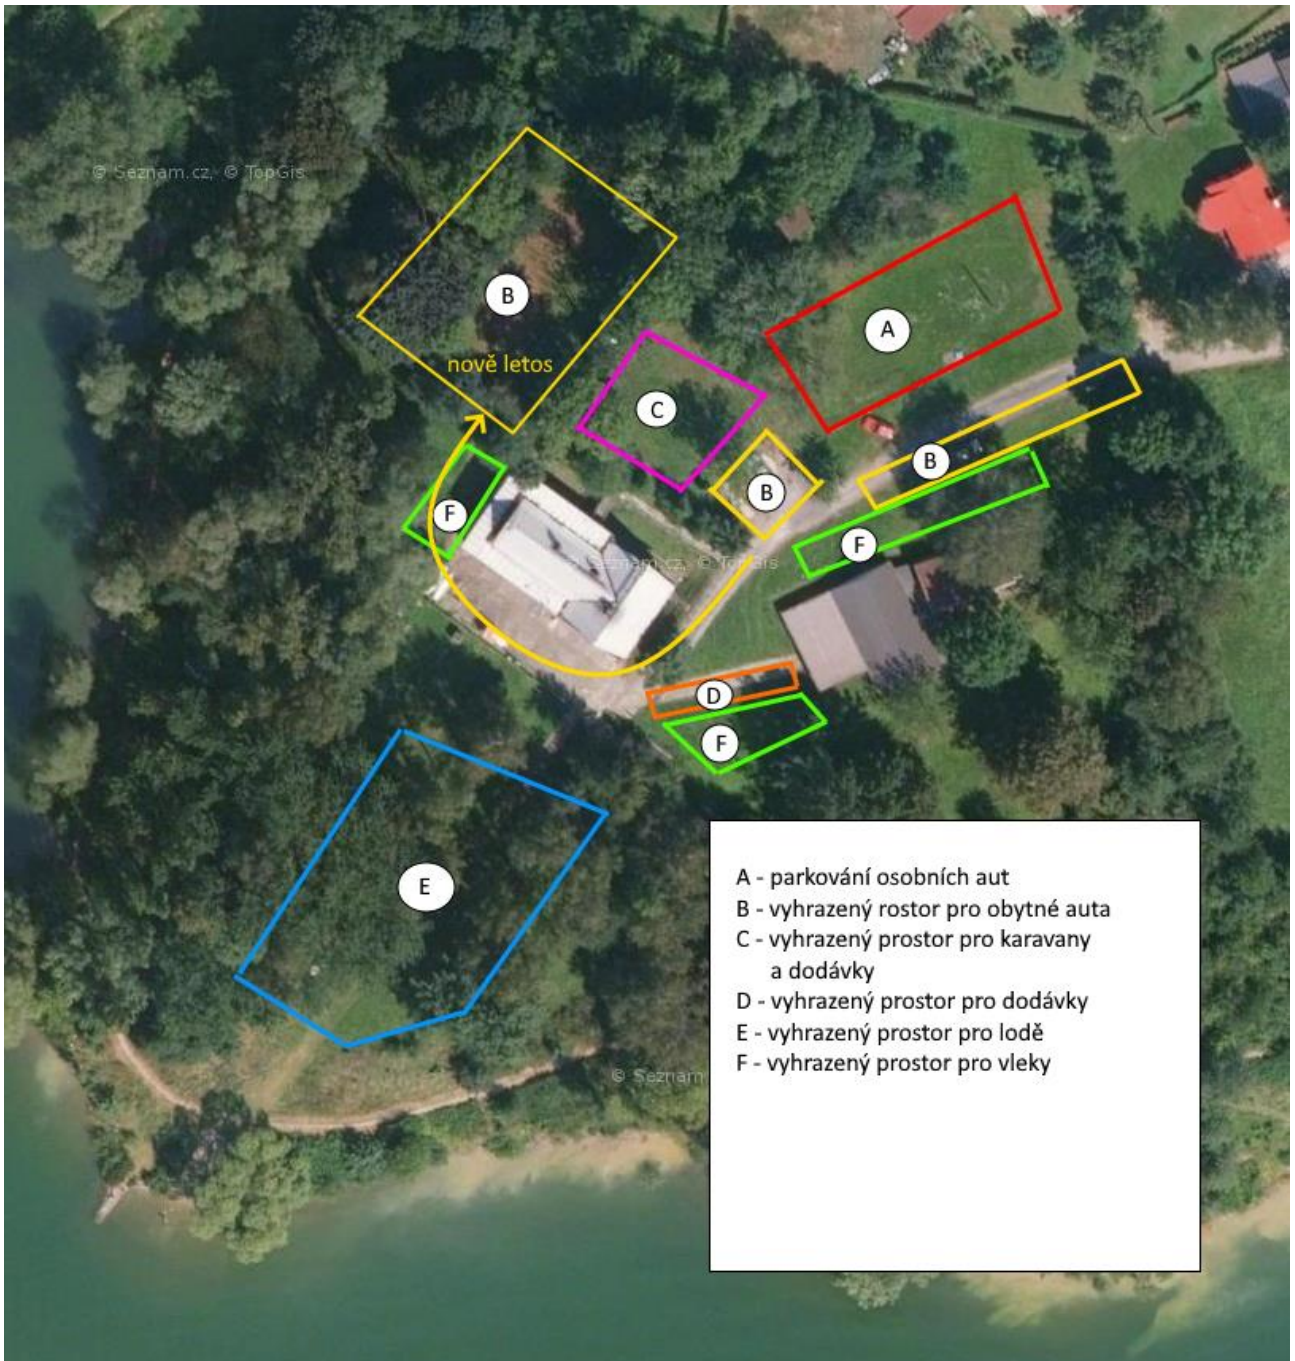 © Seznam.cz, © TopGis
B
A
nově letos
C
B
B
F
F
© Seznam.cz, © TopGis
D
F
E
A - parkování osobních aut
B - vyhrazený rostor pro obytné auta
C - vyhrazený prostor pro karavany
a dodávky
D - vyhrazený prostor pro dodávky
E - vyhrazený prostor pro lodě
F - vyhrazený prostor pro vleky
© Seznam